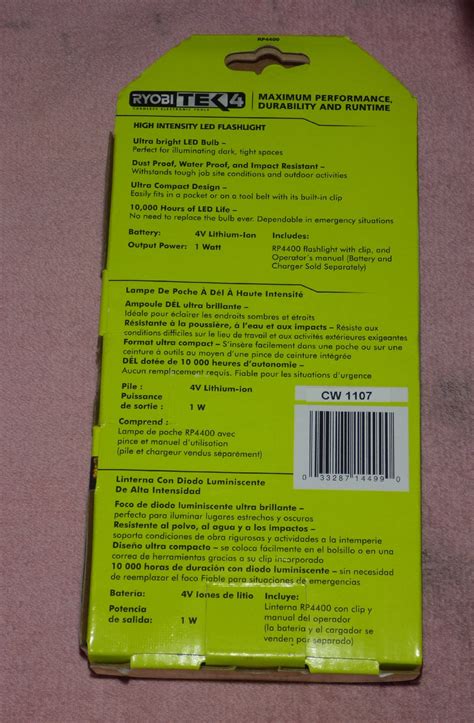 RP4400
RYOBI TEK4
CORDLESS ELECTRONIC TOOLS
MAXIMUM PERFORMANCE,
DURABILITY AND RUNTIME
HIGH INTENSITY LED FLASHLIGHT
Ultra bright LED Bulb –
Perfect for illuminating dark, tight spaces
Dust Proof, Water Proof, and Impact Resistant –
Withstands tough job site conditions and outdoor activities
Ultra Compact Design –
Easily fits in a pocket or on a tool belt with its built-in clip
10,000 Hours of LED Life –
No need to replace the bulb ever. Dependable in emergency situations
Battery: 4V Lithium-Ion
Output Power: 1 Watt
Includes:
RP4400 flashlight with clip, and
Operator's manual (Battery and
Charger Sold Separately)
Lampe De Poche À Dél À Haute Intensité
Ampoule DÉL ultra brillante –
Idéale pour éclairer les endroits sombres et étraits
Résistante à la poussière, à l'eau et aux impacts – Résiste aux
conditions difficiles sur le lieu de travail et aux activités extérieures exigeantes
Format ultra compact – S'insère facilement dans une poche ou sur une
ceinture à outils au moyen d'une pince de ceinture intégrée
DÉL dotée de 10 000 heures d'autonomie –
Aucun remplacement requis. Fiable pour les situations d'urgence
Pile : 4V Lithium-ion
Puissance
de sortie : 1 W
Comprend :
Lampe de poche RP4400 avec
pince et manuel d'utilisation
(pile et chargeur vendus séparément)
CW 1107
0 33287 14499 0
Linterna Con Diodo Luminiscente
De Alta Intensidad
Foco de diodo luminiscente ultra brillante –
perfecto para iluminar lugares estrechos y oscuros
Resistente al polvo, al agua y a los impactos –
soporta condiciones de obra rigurosas y actividades a la intemperie
Diseño ultra compacto – se coloca fácilmente en el bolsillo o en una
correa de herramientas gracias a su clip incorporado
10 000 horas de duración con diodo luminiscente – sin necesidad
de reemplazar el foco Fiable para situaciones de emergencias
Batería: 4V Iones de litio
Potencia
de salida: 1 W
Incluye:
Linterna RP4400 con clip y
manual del operador
(la batería y el cargador se
venden por separado)